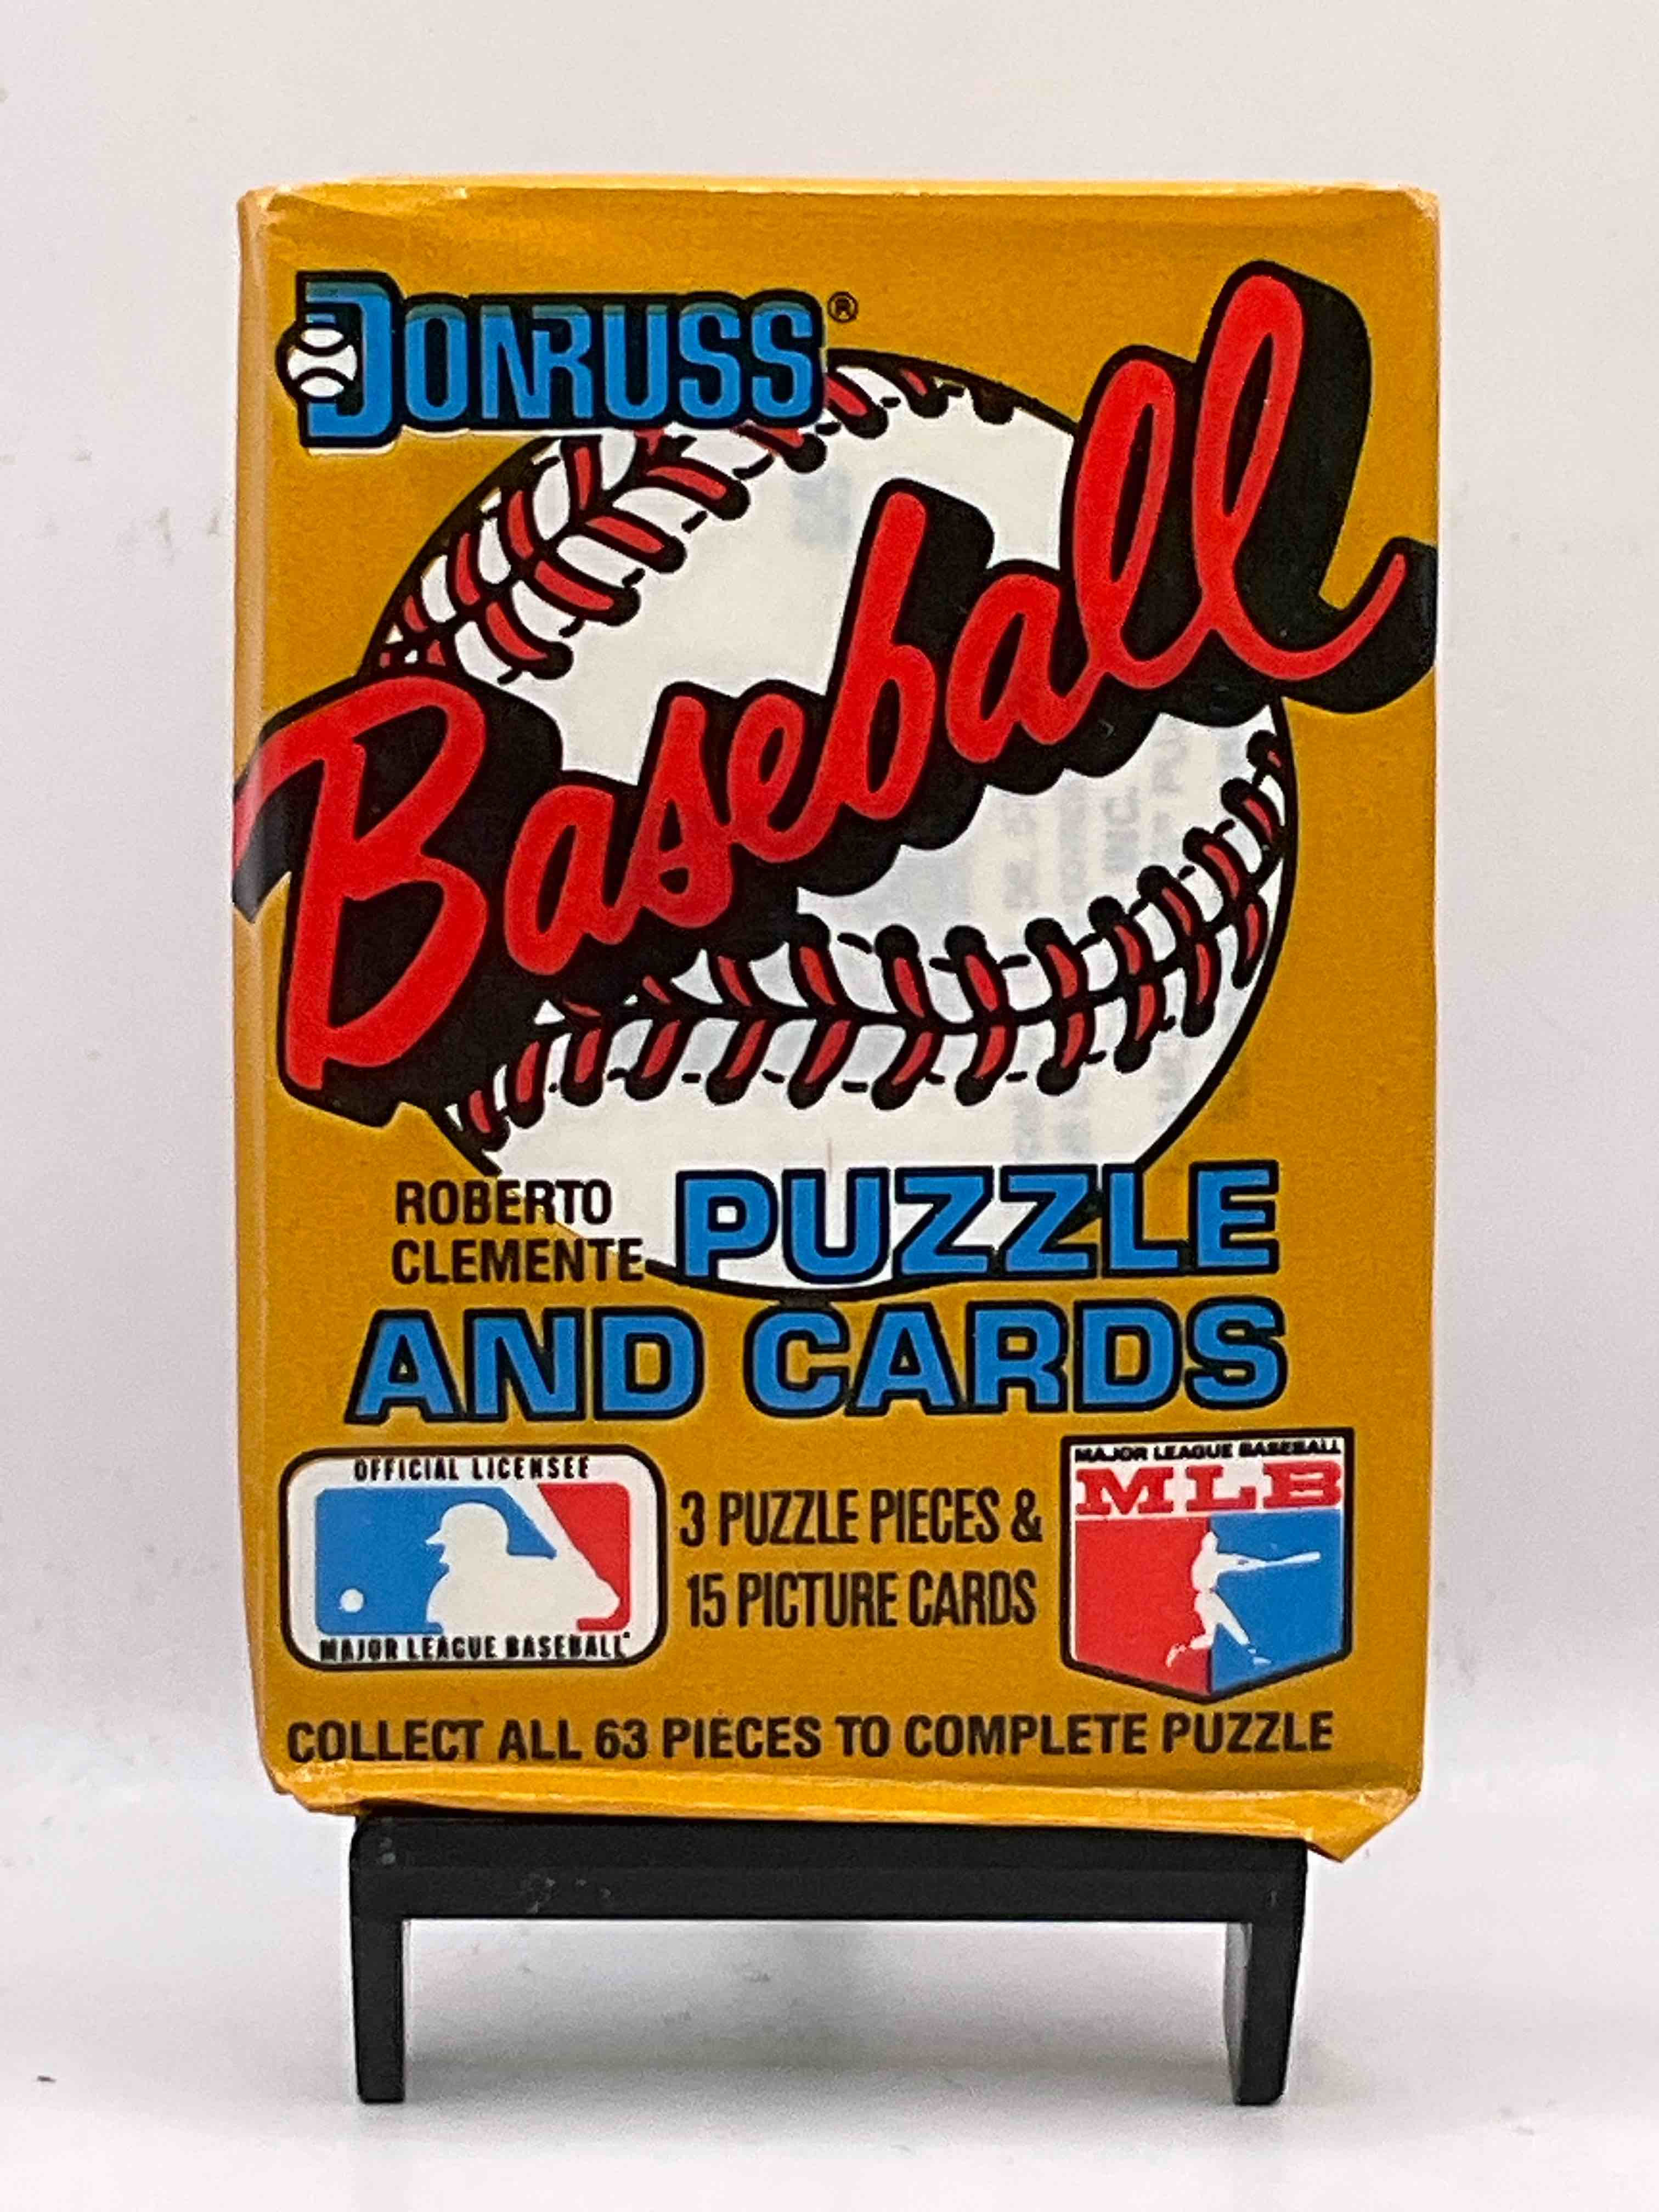 DONRUSS®
Baseball
ROBERTO
CLEMENTE
PUZZLE
AND CARDS
OFFICIAL LICENSEE
MAJOR LEAGUE BASEBALL
3 PUZZLE PIECES &
15 PICTURE CARDS
MAJOR LEAGUE BASEBALL
MLB
COLLECT ALL 63 PIECES TO COMPLETE PUZZLE